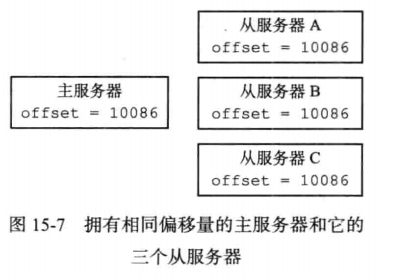 从服务器 A
offset = 10086
主服务器
offset = 10086
从服务器 B
offset = 10086
从服务器 C
offset = 10086
图 15-7 拥有相同偏移量的主服务器和它的
三个从服务器